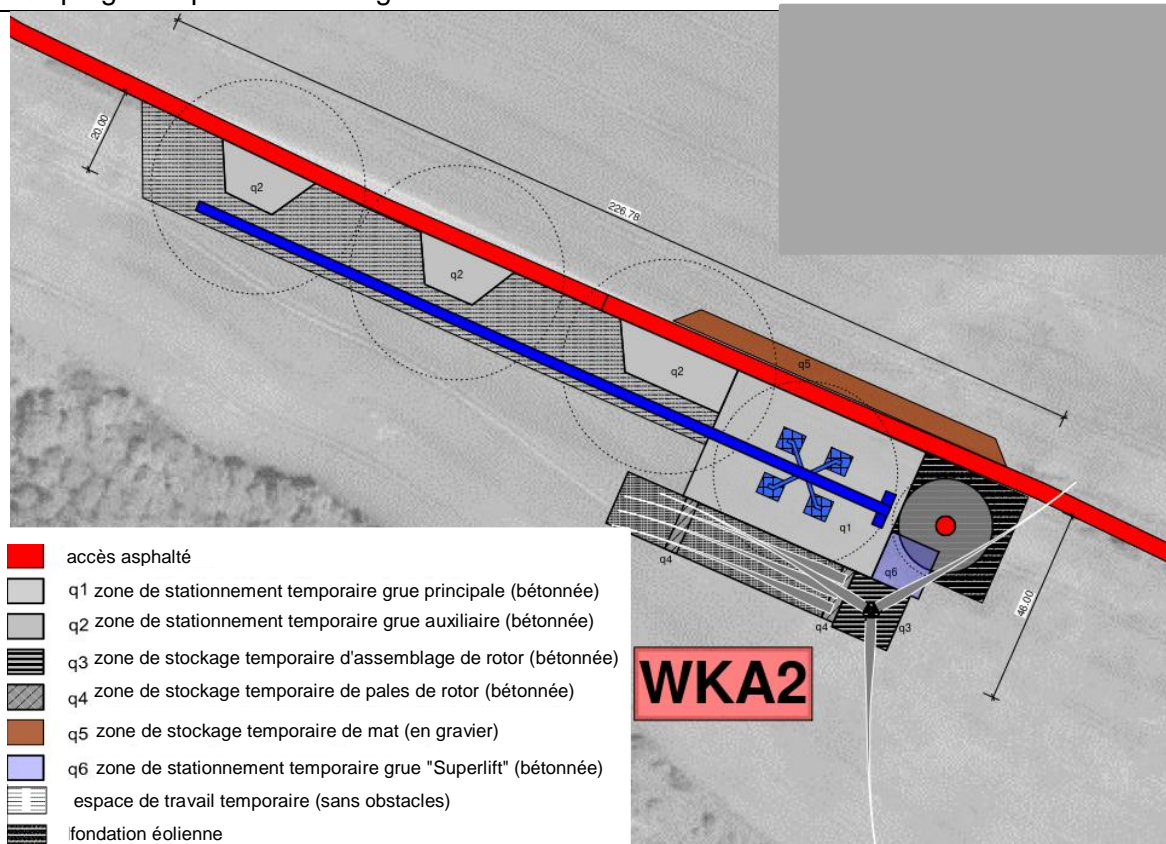 20.00
226.78
q2
q2
q2
q5
q1
q6
q4
q4
q3
46.00
WKA2
accès asphalté
q1 zone de stationnement temporaire grue principale (bétonnée)
q2 zone de stationnement temporaire grue auxiliaire (bétonnée)
q3 zone de stockage temporaire d'assemblage de rotor (bétonnée)
q4 zone de stockage temporaire de pales de rotor (bétonnée)
q5 zone de stockage temporaire de mat (en gravier)
q6 zone de stationnement temporaire grue "Superlift" (bétonnée)
espace de travail temporaire (sans obstacles)
fondation éolienne